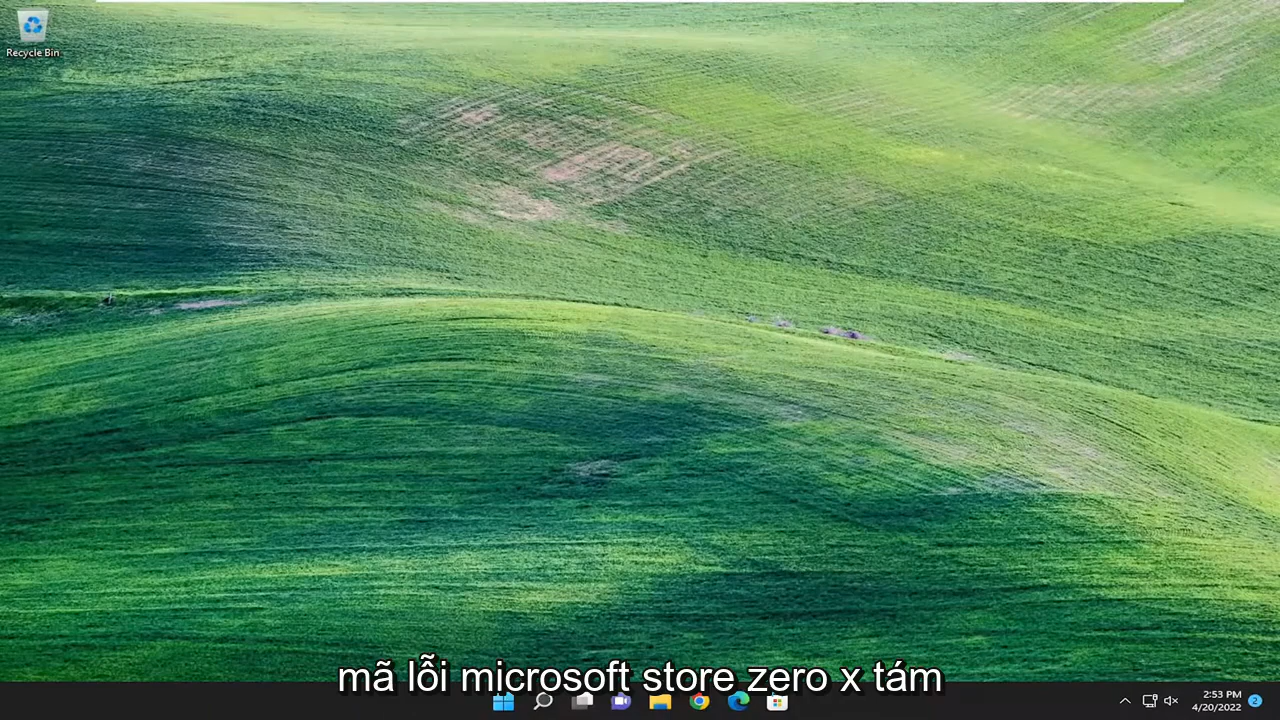 Recycle Bin
mã lỗi microsoft store zero x tám
2:53 PM
4/20/2022
2